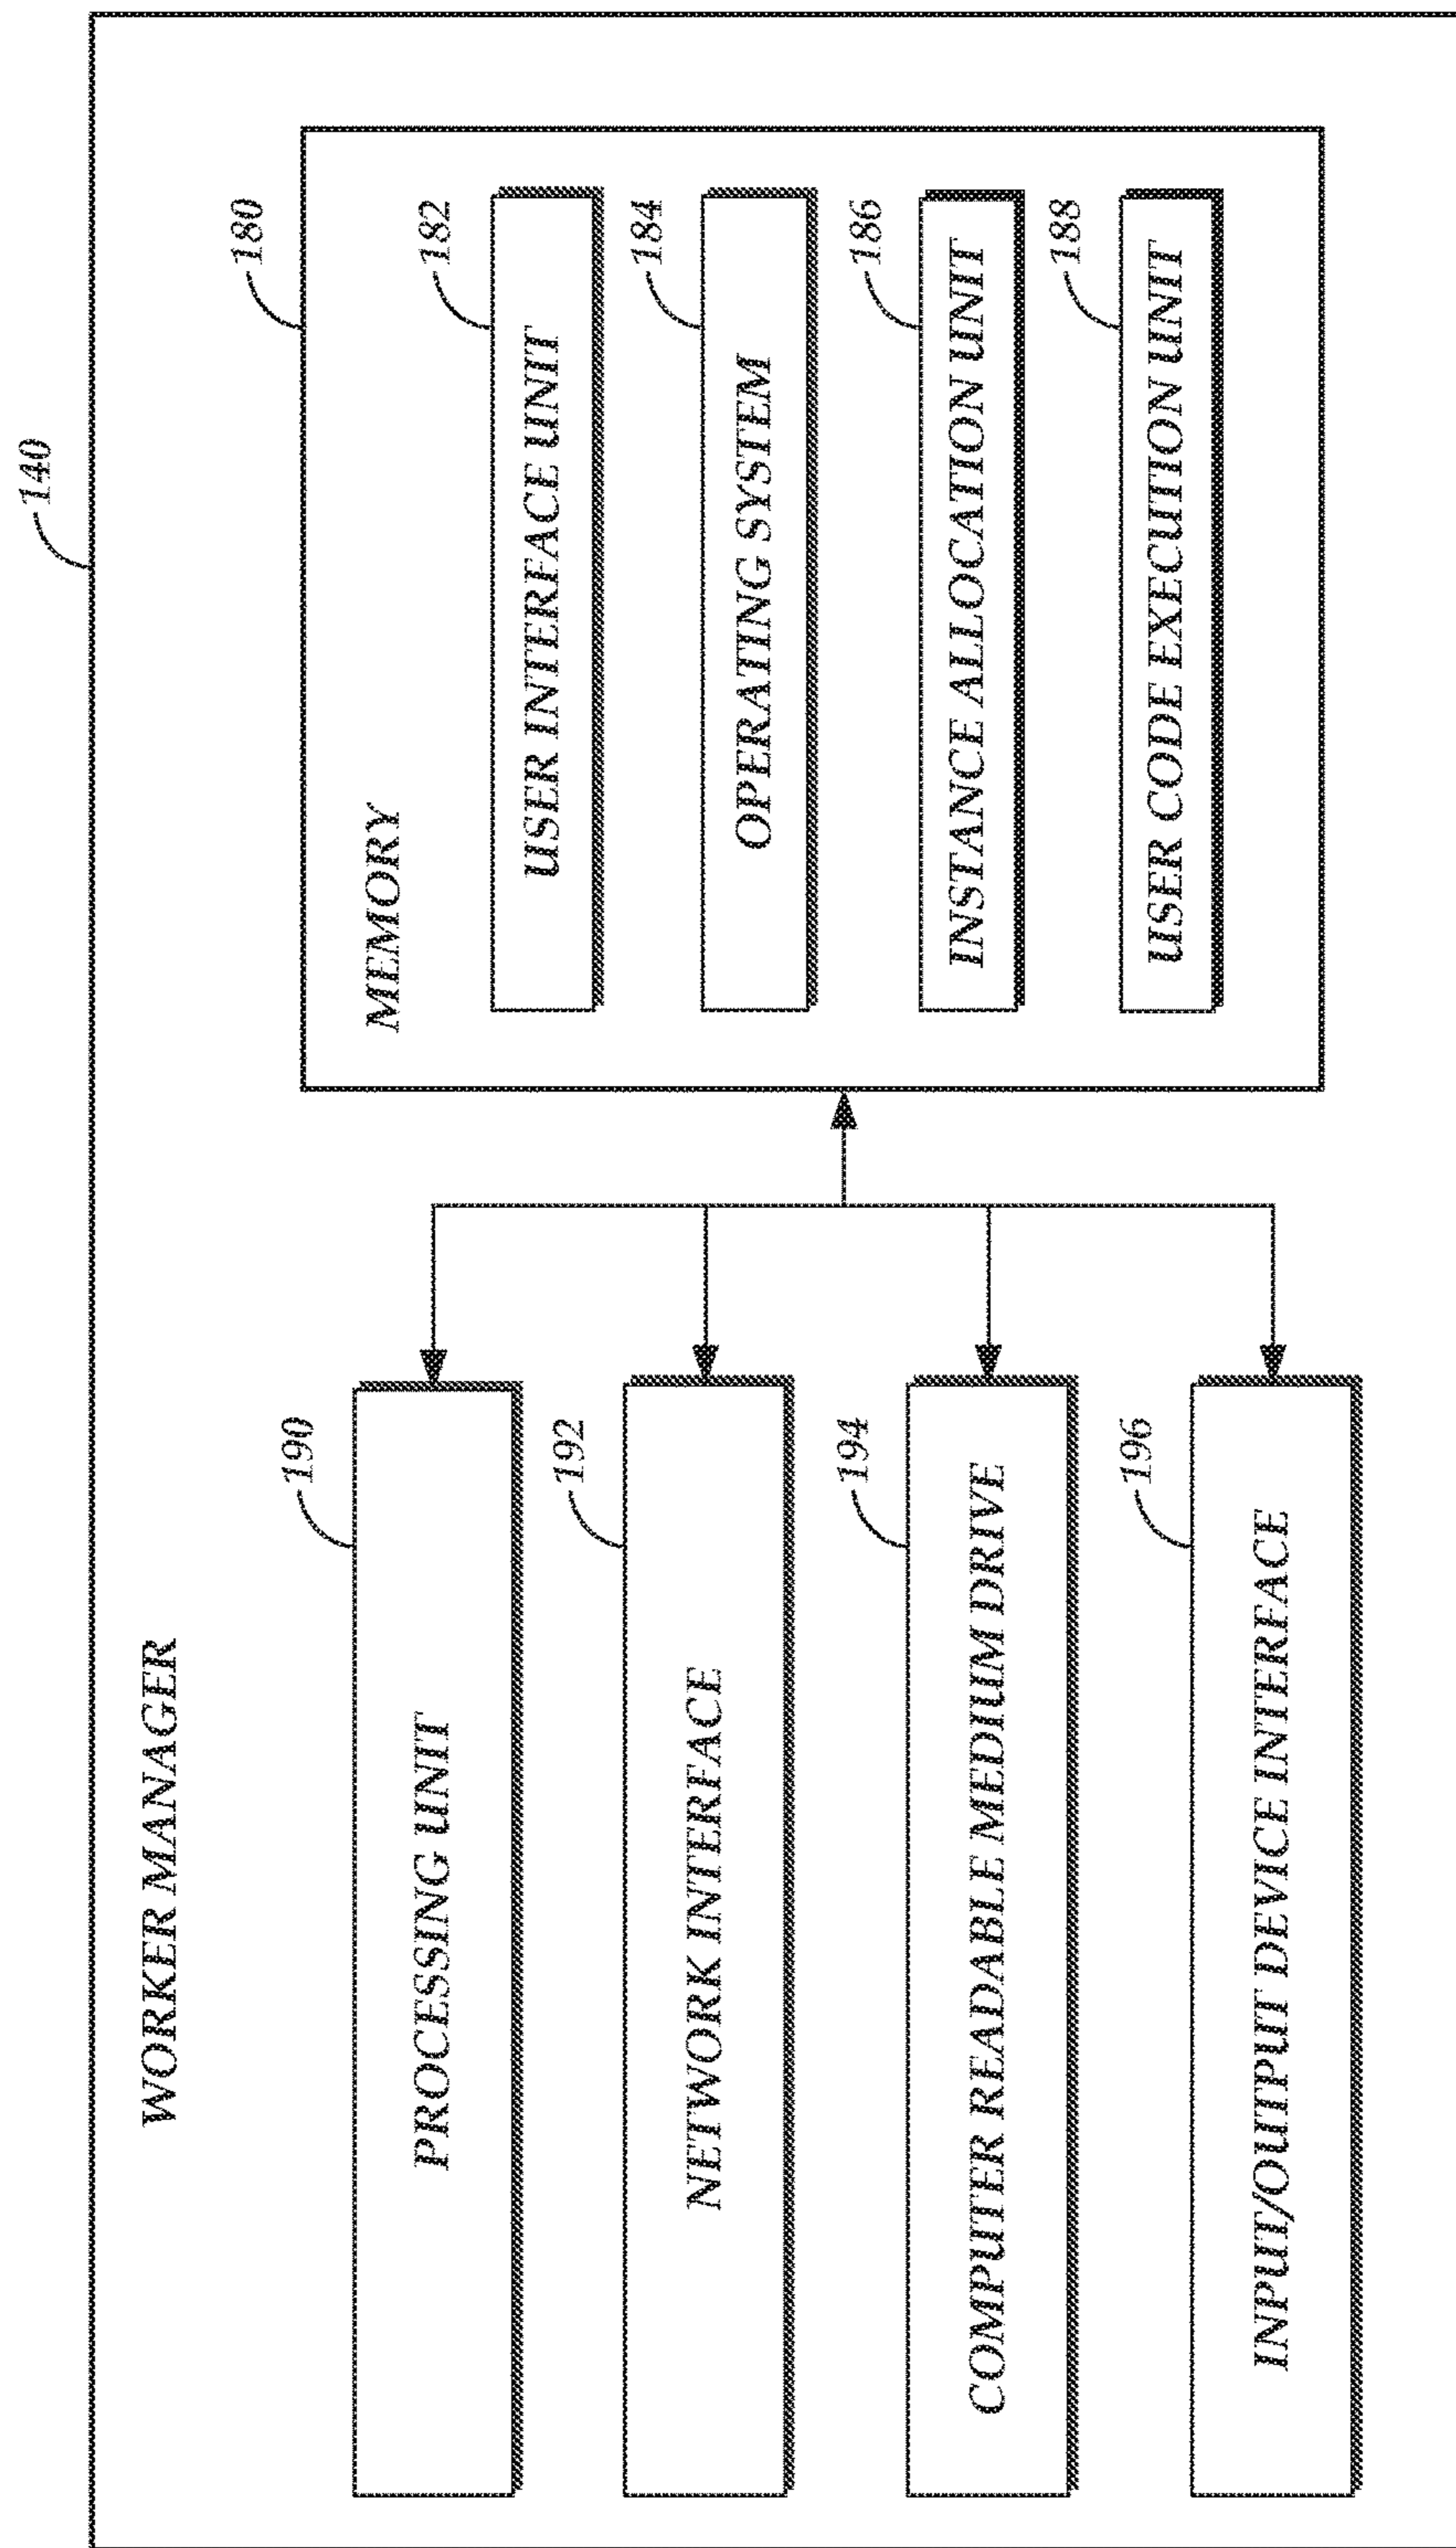 140
WORKER MANAGER
190
PROCESSING UNIT
192
NETWORK INTERFACE
194
COMPUTER READABLE MEDIUM DRIVE
196
INPUT/OUTPUT DEVICE INTERFACE
180
MEMORY
182
USER INTERFACE UNIT
184
OPERATING SYSTEM
186
INSTANCE ALLOCATION UNIT
188
USER CODE EXECUTION UNIT